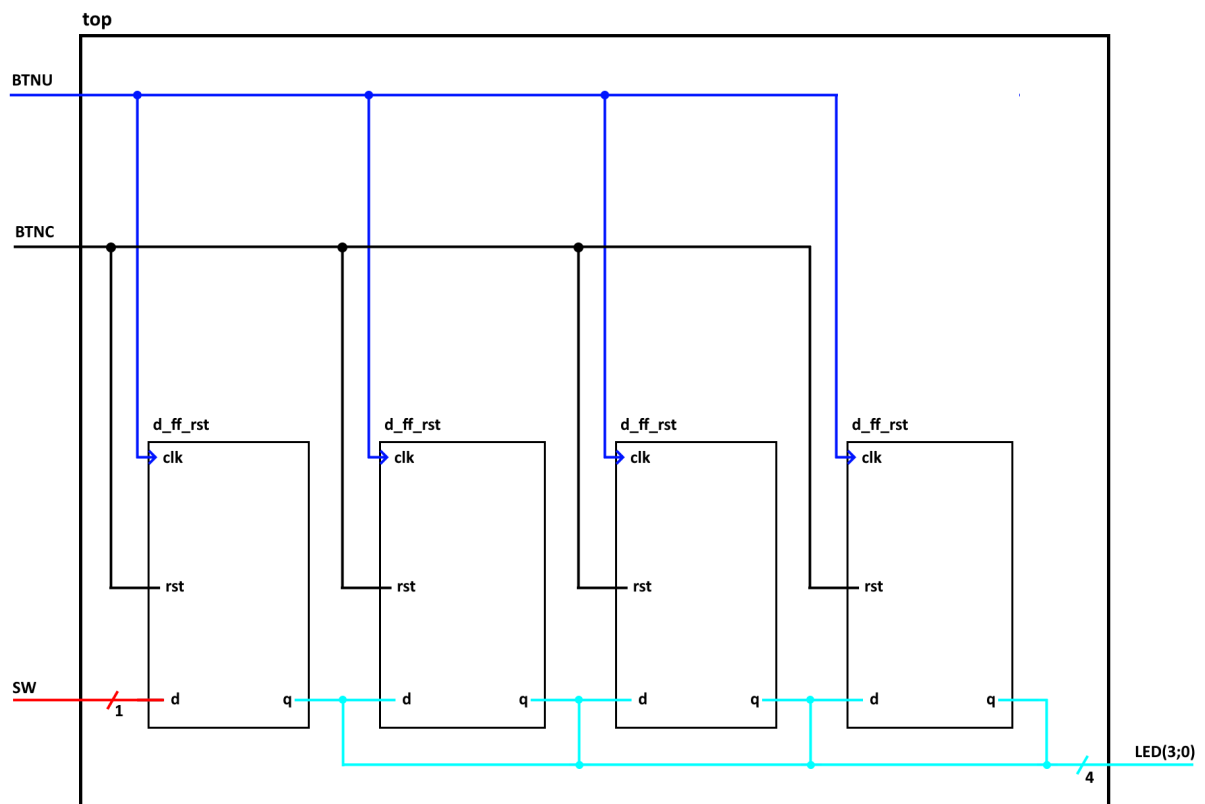 top
BTNU
BTNC
d_ff_rst d_ff_rst d_ff_rst d_ff_rst
clk clk clk clk
rst rst rst rst
SW
1
d q d q d q d q
LED(3;0)
4